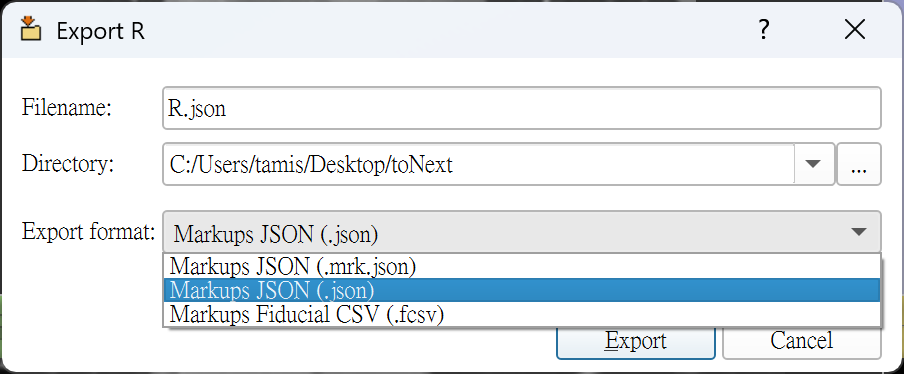 Export R
?
Filename:
R.json
Directory:
C:/Users/tamis/Desktop/toNext
...
Export format:
Markups JSON (.json)
Markups JSON (.mrk.json)
Markups JSON (.json)
Markups Fiducial CSV (.fcsv)
Export
Cancel